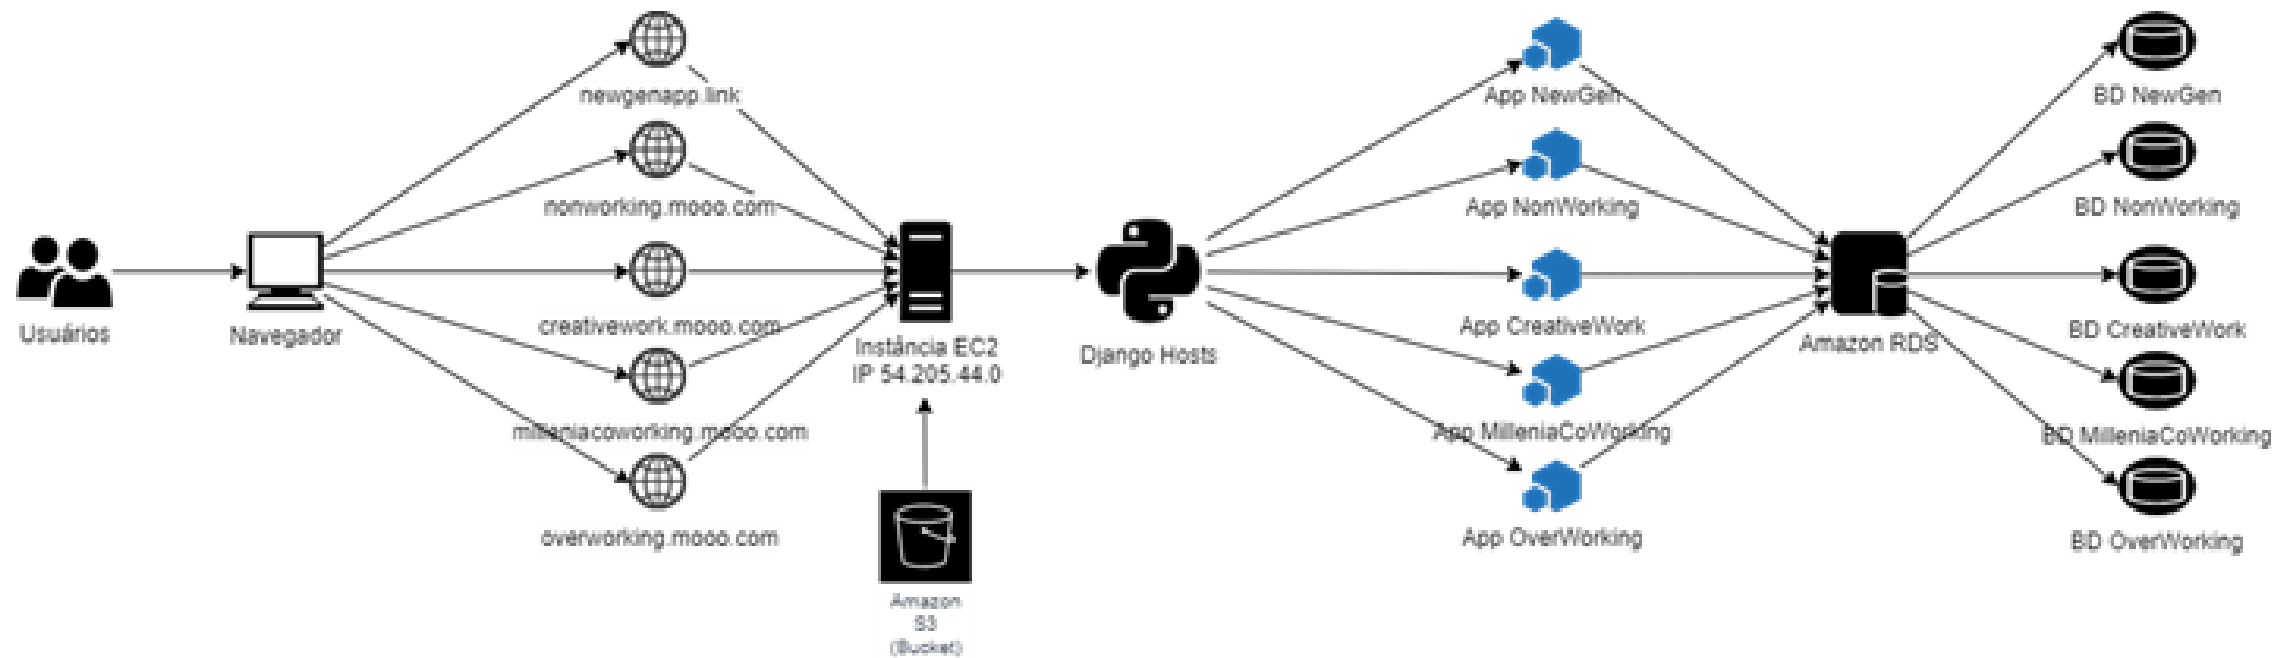 Usuários
Navegador
newgenapp.link
nonworking.mooo.com
creativework.mooo.com
milleniacoworking.mooo.com
overworking.mooo.com
Instância EC2
IP 54.205.44.0
Amazon
S3
(Bucket)
Django Hosts
App NewGen
App NonWorking
App CreativeWork
App MilleniaCoWorking
App OverWorking
Amazon RDS
BD NewGen
BD NonWorking
BD CreativeWork
BD MilleniaCoWorking
BD OverWorking